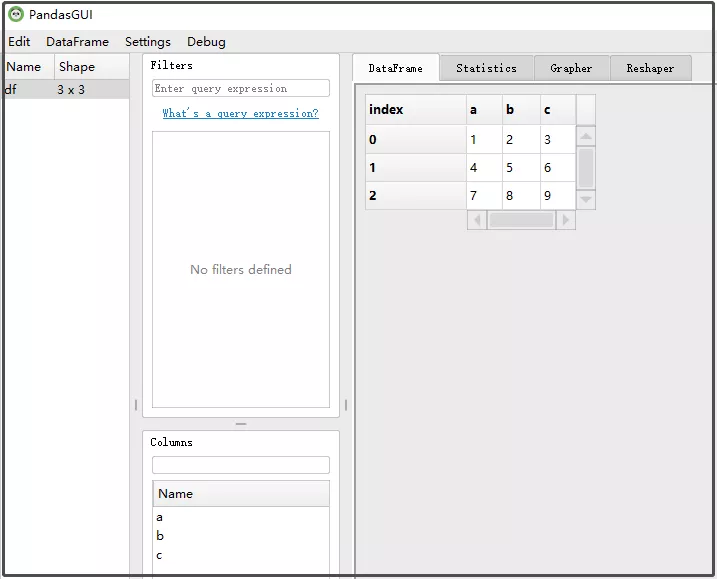 PandasGUI
Edit DataFrame Settings Debug
Name Shape
df 3 x 3
Filters
Enter query expression
What's a query expression?
No filters defined
Columns
Name
a
b
c
DataFrame Statistics Grapher Reshaper
index a b c
0 1 2 3
1 4 5 6
2 7 8 9